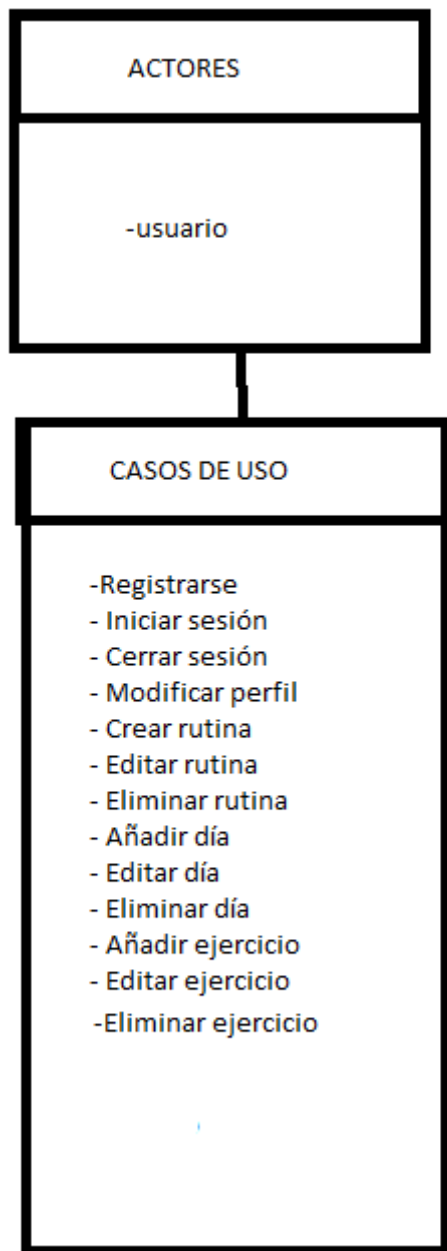 ACTORES
-usuario
CASOS DE USO
-Registrarse
- Iniciar sesión
- Cerrar sesión
- Modificar perfil
- Crear rutina
- Editar rutina
- Eliminar rutina
- Añadir día
- Editar día
- Eliminar día
- Añadir ejercicio
- Editar ejercicio
-Eliminar ejercicio